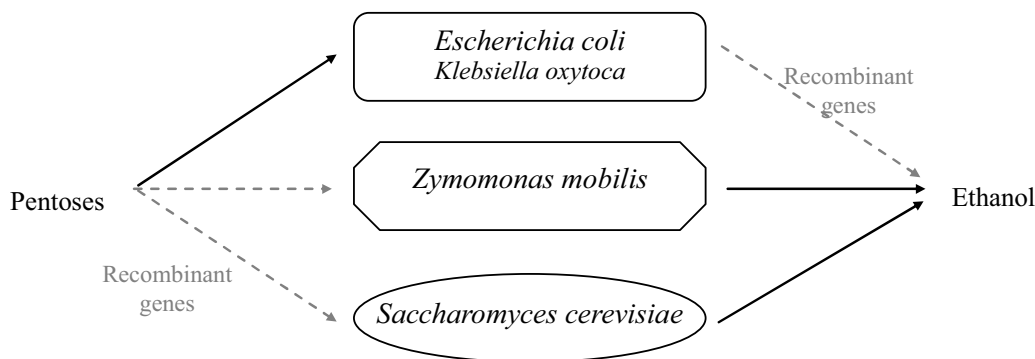 Escherichia coli
Klebsiella oxytoca
Recombinant
genes
Zymomonas mobilis
Pentoses
Ethanol
Recombinant
genes
Saccharomyces cerevisiae